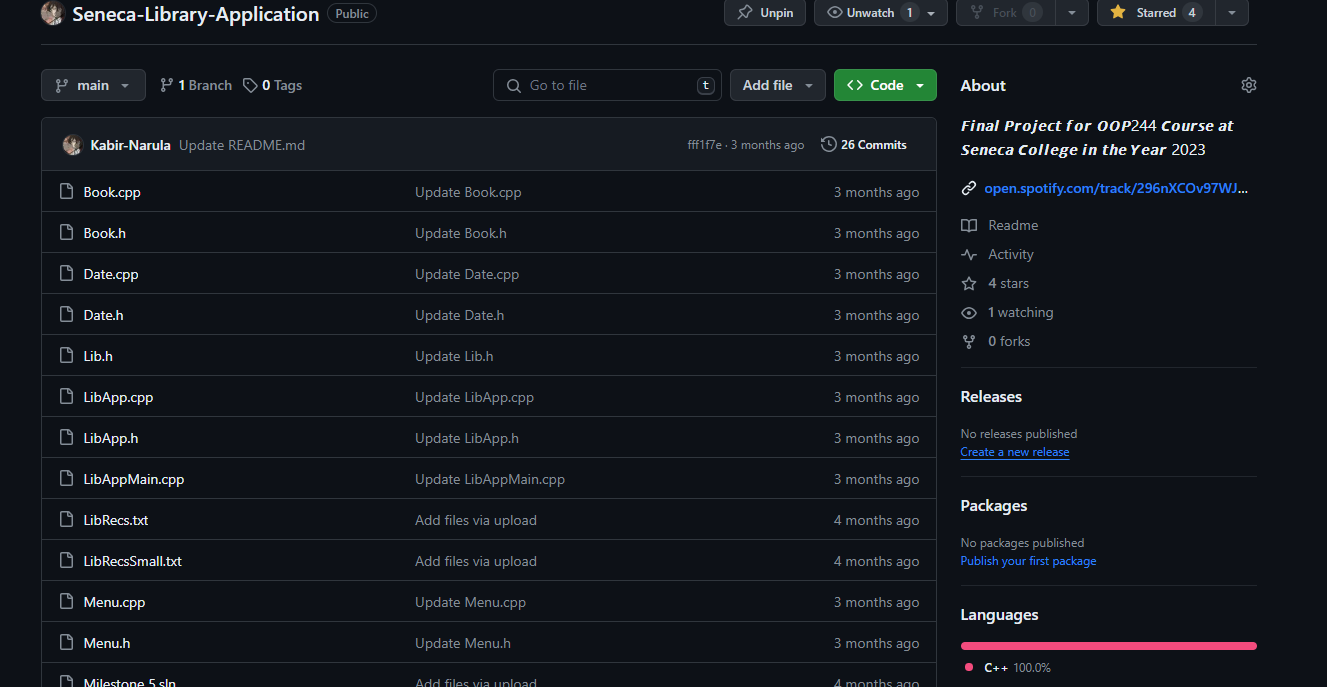 Seneca-Library-Application Public Unpin Unwatch 1 Fork 0 Starred 4
main 1 Branch 0 Tags Go to file t Add file Code
Kabir-Narula Update README.md fff1f7e · 3 months ago 26 Commits
Book.cpp Update Book.cpp 3 months ago
Book.h Update Book.h 3 months ago
Date.cpp Update Date.cpp 3 months ago
Date.h Update Date.h 3 months ago
Lib.h Update Lib.h 3 months ago
LibApp.cpp Update LibApp.cpp 3 months ago
LibApp.h Update LibApp.h 3 months ago
LibAppMain.cpp Update LibAppMain.cpp 3 months ago
LibRecs.txt Add files via upload 4 months ago
LibRecsSmall.txt Add files via upload 4 months ago
Menu.cpp Update Menu.cpp 3 months ago
Menu.h Update Menu.h 3 months ago
Milestone 5.sln Add files via upload 4 months ago
About
𝙁𝙞𝙣𝙖𝙡 𝙋𝙧𝙤𝙟𝙚𝙘𝙩 𝙛𝙤𝙧 𝙊𝙊𝙋244 𝘾𝙤𝙪𝙧𝙨𝙚 𝙖𝙩
𝙎𝙚𝙣𝙚𝙘𝙖 𝘾𝙤𝙡𝙡𝙚𝙜𝙚 𝙞𝙣 𝙩𝙝𝙚 𝙔𝙚𝙖𝙧 2023
open.spotify.com/track/296nXCOv97WJ...
Readme
Activity
4 stars
1 watching
0 forks
Releases
No releases published
Create a new release
Packages
No packages published
Publish your first package
Languages
C++ 100.0%